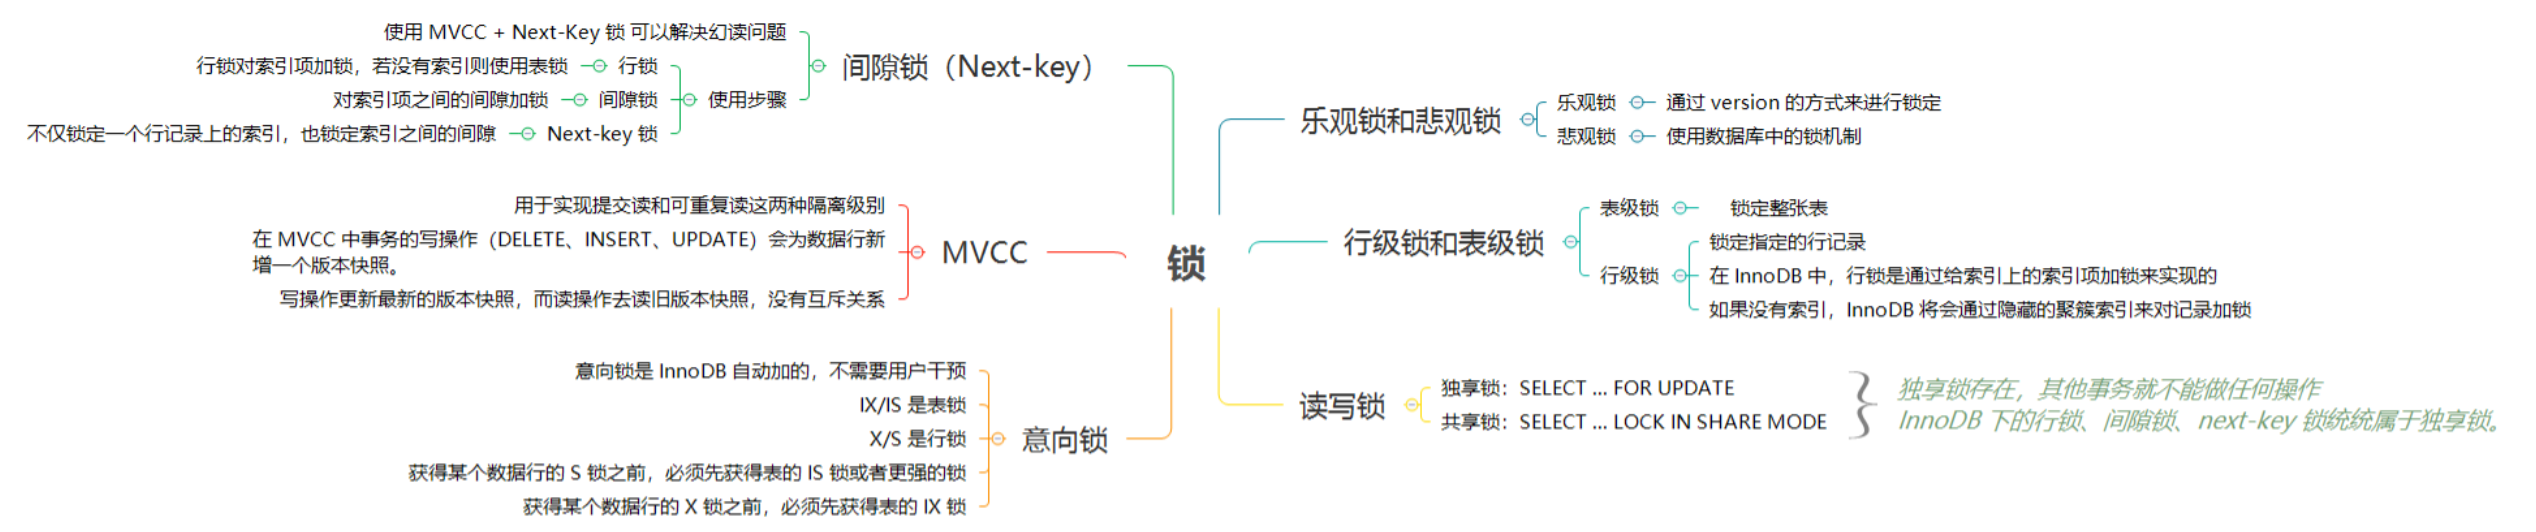 锁
间隙锁（Next-key）
使用 MVCC + Next-Key 锁 可以解决幻读问题
使用步骤
行锁
行锁对索引项加锁，若没有索引则使用表锁
间隙锁
对索引项之间的间隙加锁
Next-key 锁
不仅锁定一个行记录上的索引，也锁定索引之间的间隙
MVCC
用于实现提交读和可重复读这两种隔离级别
在 MVCC 中事务的写操作（DELETE、INSERT、UPDATE）会为数据行新
增一个版本快照。
写操作更新最新的版本快照，而读操作去读旧版本快照，没有互斥关系
意向锁
意向锁是 InnoDB 自动加的，不需要用户干预
IX/IS 是表锁
X/S 是行锁
获得某个数据行的 S 锁之前，必须先获得表的 IS 锁或者更强的锁
获得某个数据行的 X 锁之前，必须先获得表的 IX 锁
乐观锁和悲观锁
乐观锁
通过 version 的方式来进行锁定
悲观锁
使用数据库中的锁机制
行级锁和表级锁
表级锁
锁定整张表
行级锁
锁定指定的行记录
在 InnoDB 中，行锁是通过给索引上的索引项加锁来实现的
如果没有索引，InnoDB 将会通过隐藏的聚簇索引来对记录加锁
读写锁
独享锁：SELECT ... FOR UPDATE
共享锁：SELECT ... LOCK IN SHARE MODE
独享锁存在，其他事务就不能做任何操作
InnoDB 下的行锁、间隙锁、next-key 锁统统属于独享锁。